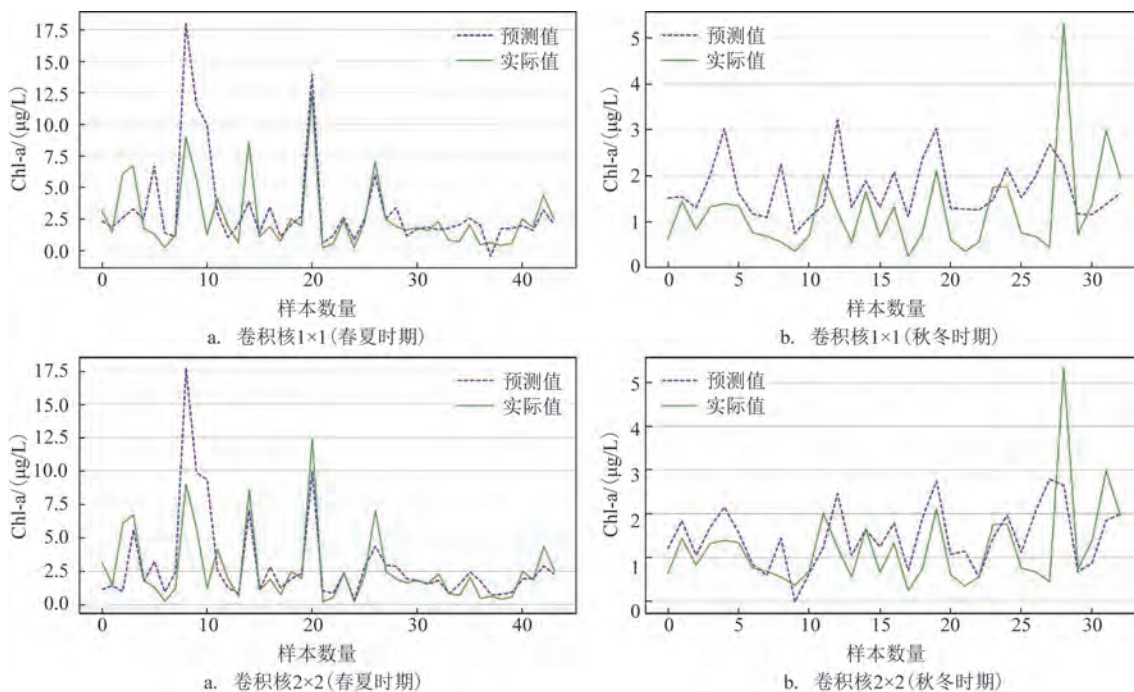 17.5
15.0
12.5
10.0
7.5
5.0
2.5
0.0
Chl-a/(μg/L)
预测值
实际值
0 10 20 30 40
样本数量
a. 卷积核1×1(春夏时期)
5
4
3
2
1
0
Chl-a/(μg/L)
预测值
实际值
0 5 10 15 20 25 30
样本数量
b. 卷积核1×1(秋冬时期)
17.5
15.0
12.5
10.0
7.5
5.0
2.5
0.0
Chl-a/(μg/L)
预测值
实际值
0 10 20 30 40
样本数量
a. 卷积核2×2(春夏时期)
5
4
3
2
1
0
Chl-a/(μg/L)
预测值
实际值
0 5 10 15 20 25 30
样本数量
b. 卷积核2×2(秋冬时期)